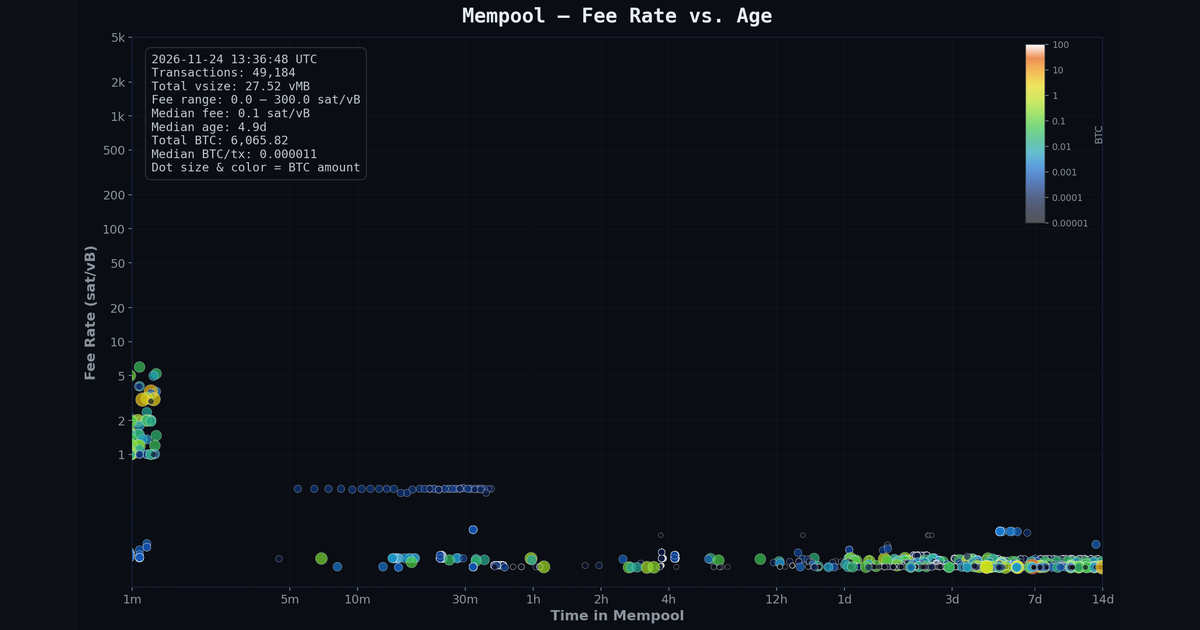 Mempool — Fee Rate vs. Age
2026-11-24 13:36:48 UTC
Transactions: 49,184
Total vsize: 27.52 vMB
Fee range: 0.0 — 300.0 sat/vB
Median fee: 0.1 sat/vB
Median age: 4.9d
Total BTC: 6,065.82
Median BTC/tx: 0.000011
Dot size & color = BTC amount
5k
2k
1k
500
200
100
50
20
10
5
2
1
Fee Rate (sat/vB)
100
10
1
0.1
0.01
0.001
0.0001
0.00001
BTC
1m 5m 10m 30m 1h 2h 4h 12h 1d 3d 7d 14d
Time in Mempool